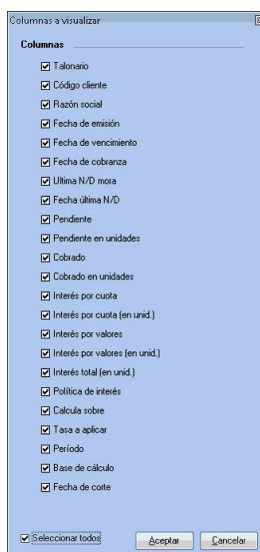 Columnas a visualizar
Columnas
Talonario
Código cliente
Razón social
Fecha de emisión
Fecha de vencimiento
Fecha de cobranza
Ultima N/D mora
Fecha última N/D
Pendiente
Pendiente en unidades
Cobrado
Cobrado en unidades
Interés por cuota
Interés por cuota (en unid.)
Interés por valores
Interés por valores (en unid.)
Interés total (en unid.)
Política de interés
Calcula sobre
Tasa a aplicar
Período
Base de cálculo
Fecha de corte
Seleccionar todos
Aceptar
Cancelar